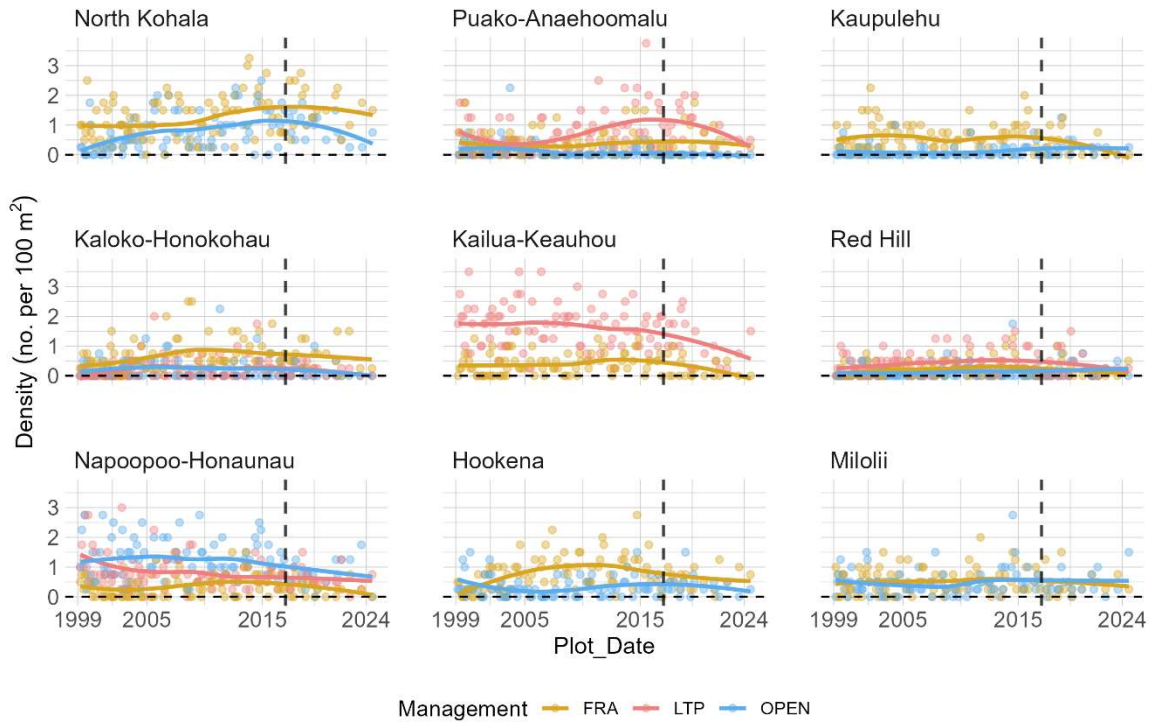 North Kohala Puako-Anaehoomalu Kaupulehu
3
2
1
0
Kaloko-Honokohau Kailua-Keauhou Red Hill
3
2
1
0
Napoopoo-Honaunau Hookena Milolii
3
2
1
0
1999 2005 2015 2024 1999 2005 2015 2024 1999 2005 2015 2024
Density (no. per 100 m²)
Plot_Date
Management FRA LTP OPEN